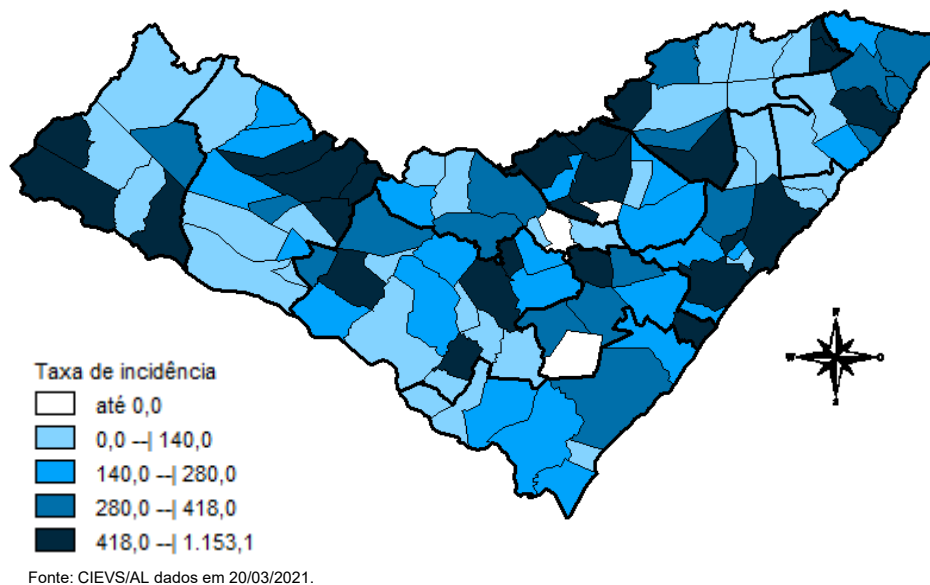 Taxa de incidência
até 0,0
0,0 --| 140,0
140,0 --| 280,0
280,0 --| 418,0
418,0 --| 1.153,1
Fonte: CIEVS/AL dados em 20/03/2021.